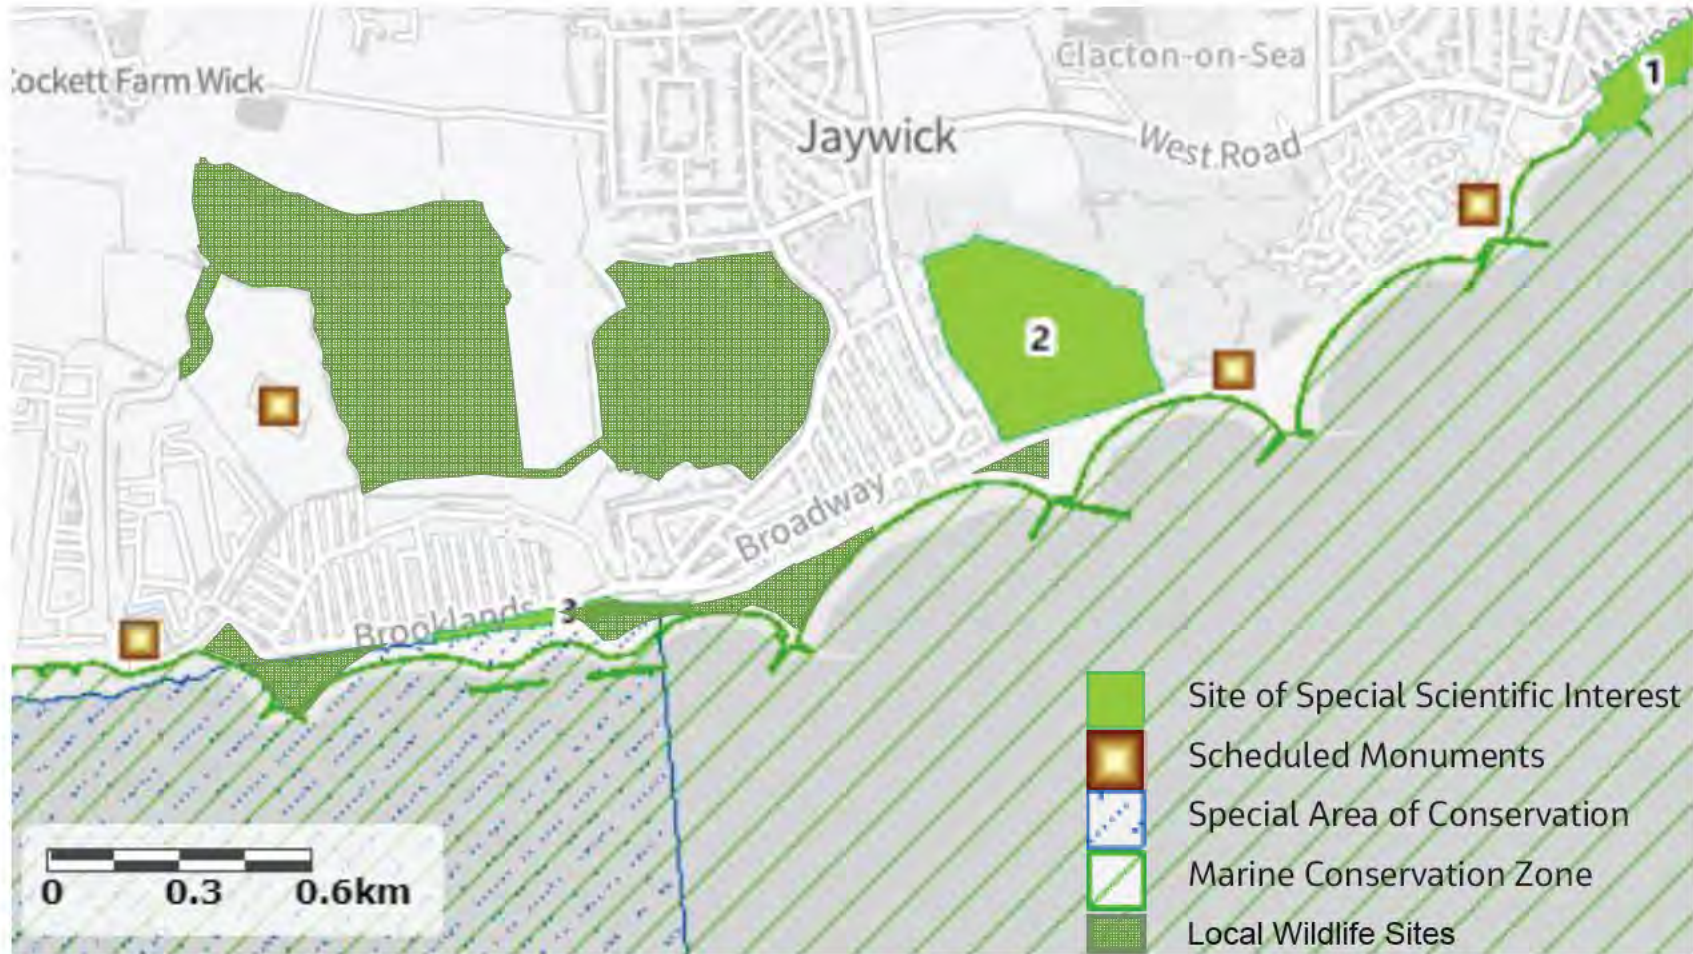 Clacton-on-Sea
1
ockett Farm Wick
Jaywick
West Road
2
Broadway
Brooklands
3
Site of Special Scientific Interest
Scheduled Monuments
Special Area of Conservation
Marine Conservation Zone
Local Wildlife Sites
0 0.3 0.6km